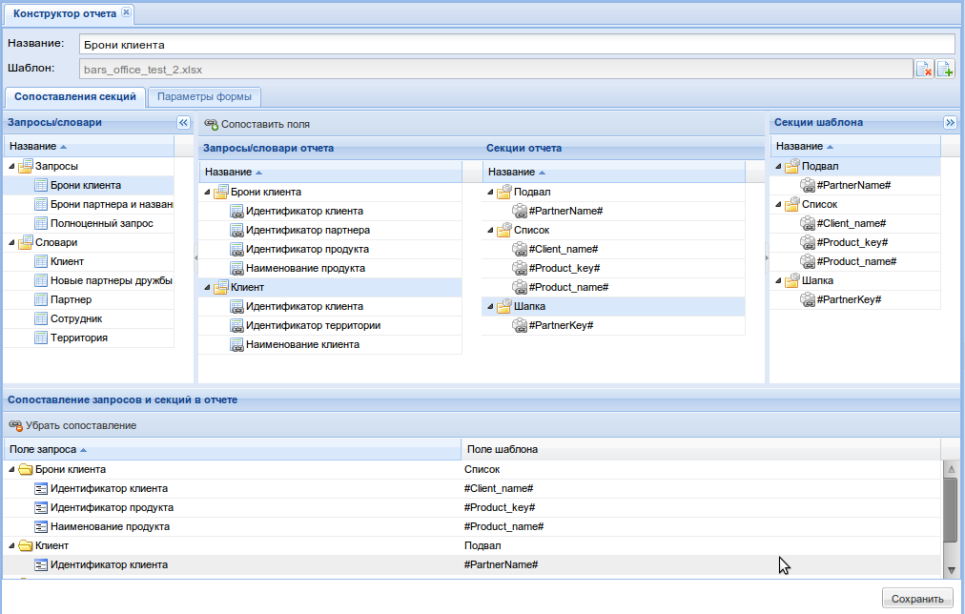 Конструктор отчета
Название: Брони клиента
Шаблон: bars_office_test_2.xlsx
Сопоставления секций Параметры формы
Запросы/словари
Название
Запросы
Брони клиента
Брони партнера и назван
Полноценный запрос
Словари
Клиент
Новые партнеры дружбы
Партнер
Сотрудник
Территория
Сопоставить поля
Запросы/словари отчета
Название
Брони клиента
Идентификатор клиента
Идентификатор партнера
Идентификатор продукта
Наименование продукта
Клиент
Идентификатор клиента
Идентификатор территории
Наименование клиента
Секции отчета
Название
Подвал
#PartnerName#
Список
#Client_name#
#Product_key#
#Product_name#
Шапка
#PartnerKey#
Секции шаблона
Название
Подвал
#PartnerName#
Список
#Client_name#
#Product_key#
#Product_name#
Шапка
#PartnerKey#
Сопоставление запросов и секций в отчете
Убрать сопоставление
Поле запроса Поле шаблона
Брони клиента Список
Идентификатор клиента #Client_name#
Идентификатор продукта #Product_key#
Наименование продукта #Product_name#
Клиент Подвал
Идентификатор клиента #PartnerName#
Сохранить